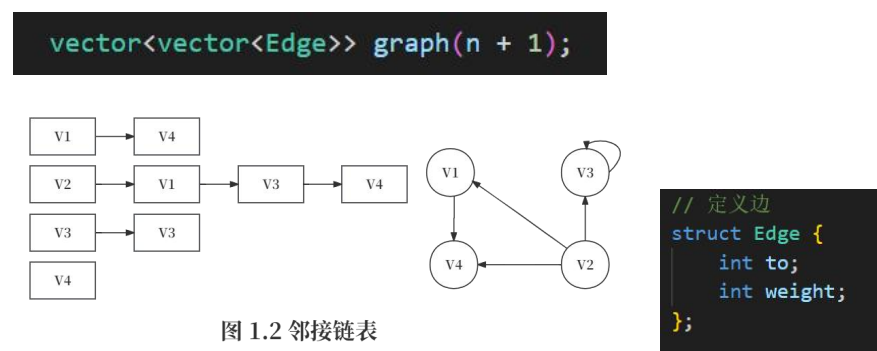 vector<vector<Edge>> graph(n + 1);
V1 V4
V2 V1 V3 V4
V3 V3
V4
V1 V3
V4 V2
图 1.2 邻接链表
// 定义边
struct Edge {
    int to;
    int weight;
};